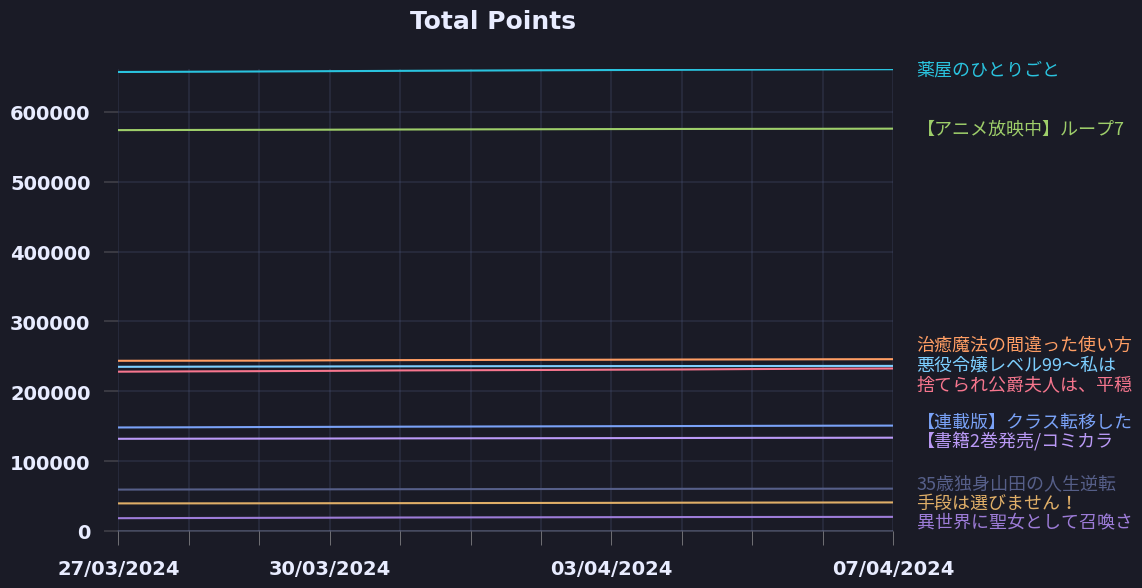 Total Points
薬屋のひとりごと
600000
【アニメ放映中】ループ7
500000
400000
300000
治癒魔法の間違った使い方
悪役令嬢レベル99～私は
捨てられ公爵夫人は、平穏
200000
【連載版】クラス転移した
【書籍2巻発売/コミカラ
100000
35歳独身山田の人生逆転
手段は選びません！
異世界に聖女として召喚さ
0
27/03/2024
30/03/2024
03/04/2024
07/04/2024